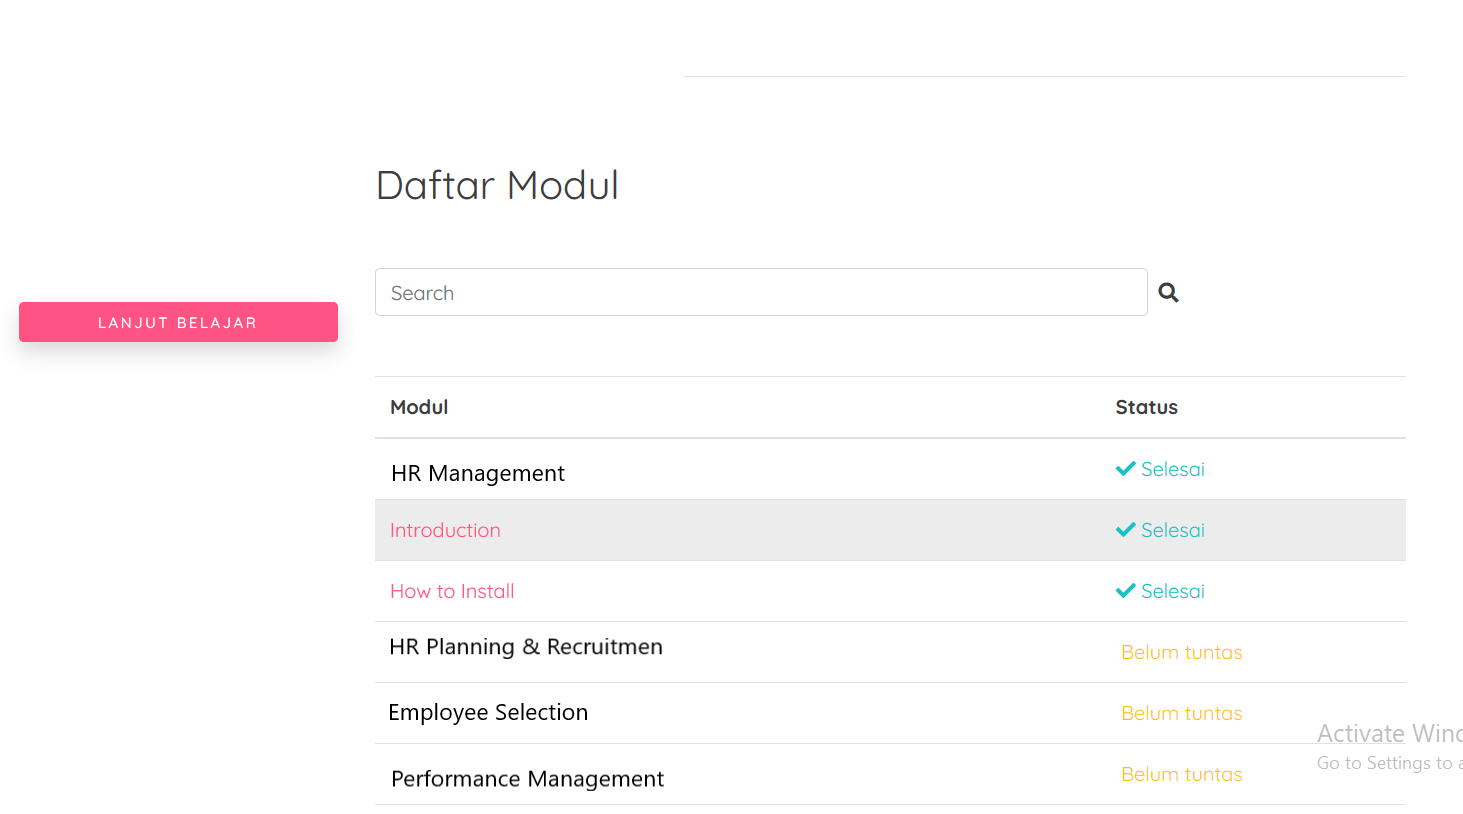 Daftar Modul
Search
LANJUT BELAJAR
Modul Status
HR Management Selesai
Introduction Selesai
How to Install Selesai
HR Planning & Recruitmen Belum tuntas
Employee Selection Belum tuntas
Activate Wind
Performance Management Belum tuntas
Go to Settings to a